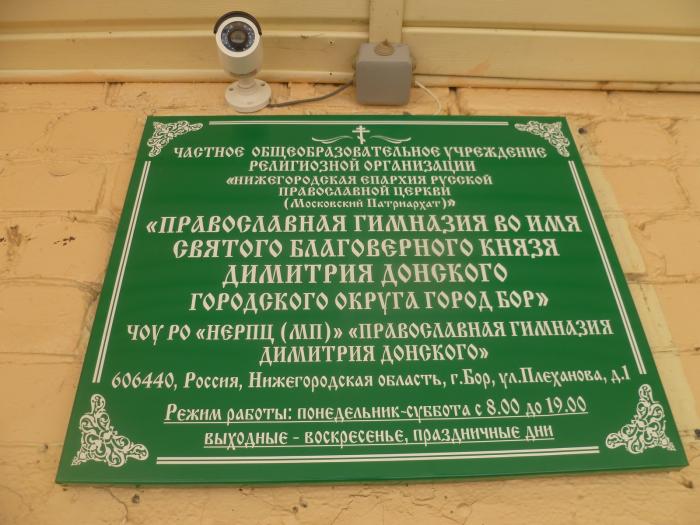 Частное общеобразовательное учреждение
религиозной организации
«Нижегородская епархия Русской
Православной Церкви
(Московский Патриархат)»
«Православная гимназия во имя
святого благоверного князя
Димитрия Донского
городского округа город Бор»
ЧОУ РО «НЕРПЦ (МП)» «Православная гимназия
Димитрия Донского»
606440, Россия, Нижегородская область, г.Бор, ул.Плеханова, д.1
Режим работы: понедельник-суббота с 8.00 до 19.00
выходные - воскресенье, праздничные дни